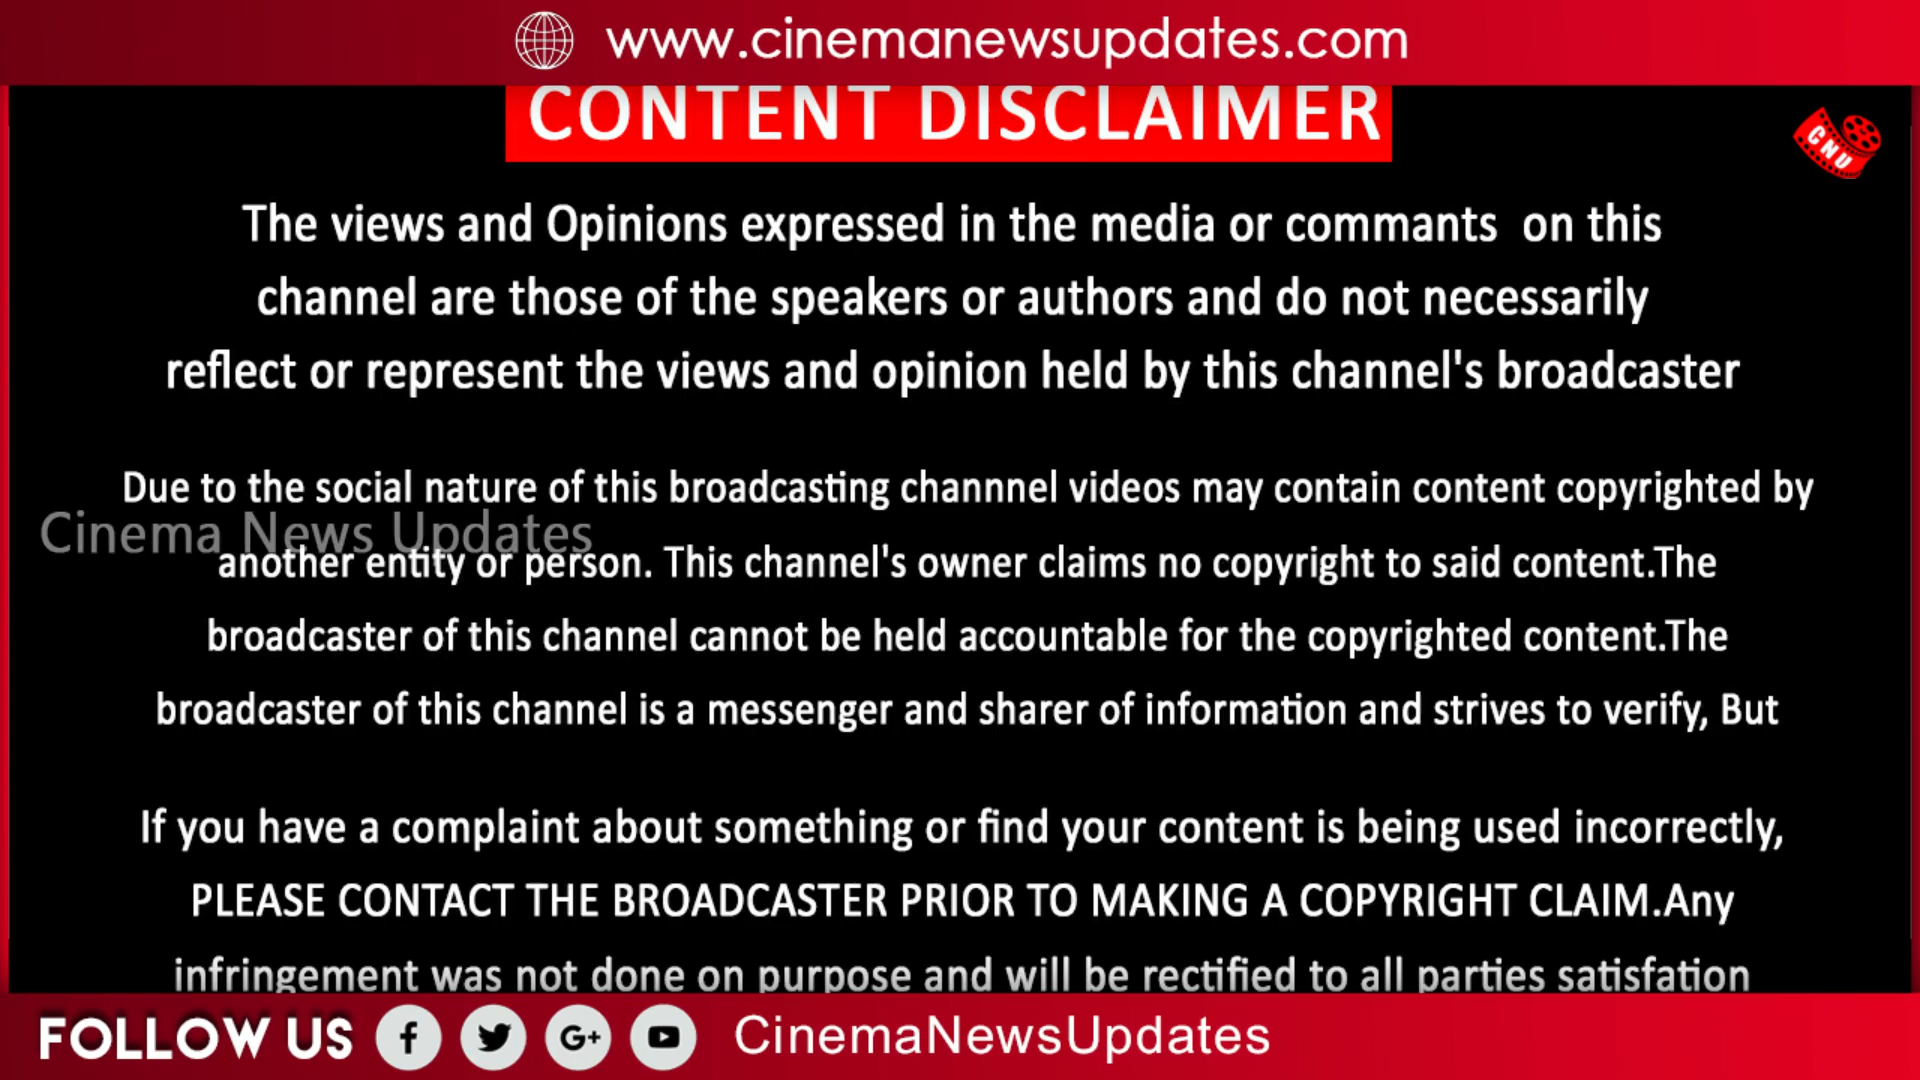 www.cinemanewsupdates.com
CONTENT DISCLAIMER
CNU
The views and Opinions expressed in the media or commants on this
channel are those of the speakers or authors and do not necessarily
reflect or represent the views and opinion held by this channel's broadcaster
Due to the social nature of this broadcasting channnel videos may contain content copyrighted by
Cinema News Updates
another entity or person. This channel's owner claims no copyright to said content.The
broadcaster of this channel cannot be held accountable for the copyrighted content.The
broadcaster of this channel is a messenger and sharer of information and strives to verify, But
If you have a complaint about something or find your content is being used incorrectly,
PLEASE CONTACT THE BROADCASTER PRIOR TO MAKING A COPYRIGHT CLAIM.Any
infringement was not done on purpose and will be rectified to all parties satisfation
FOLLOW US f G+ CinemaNewsUpdates